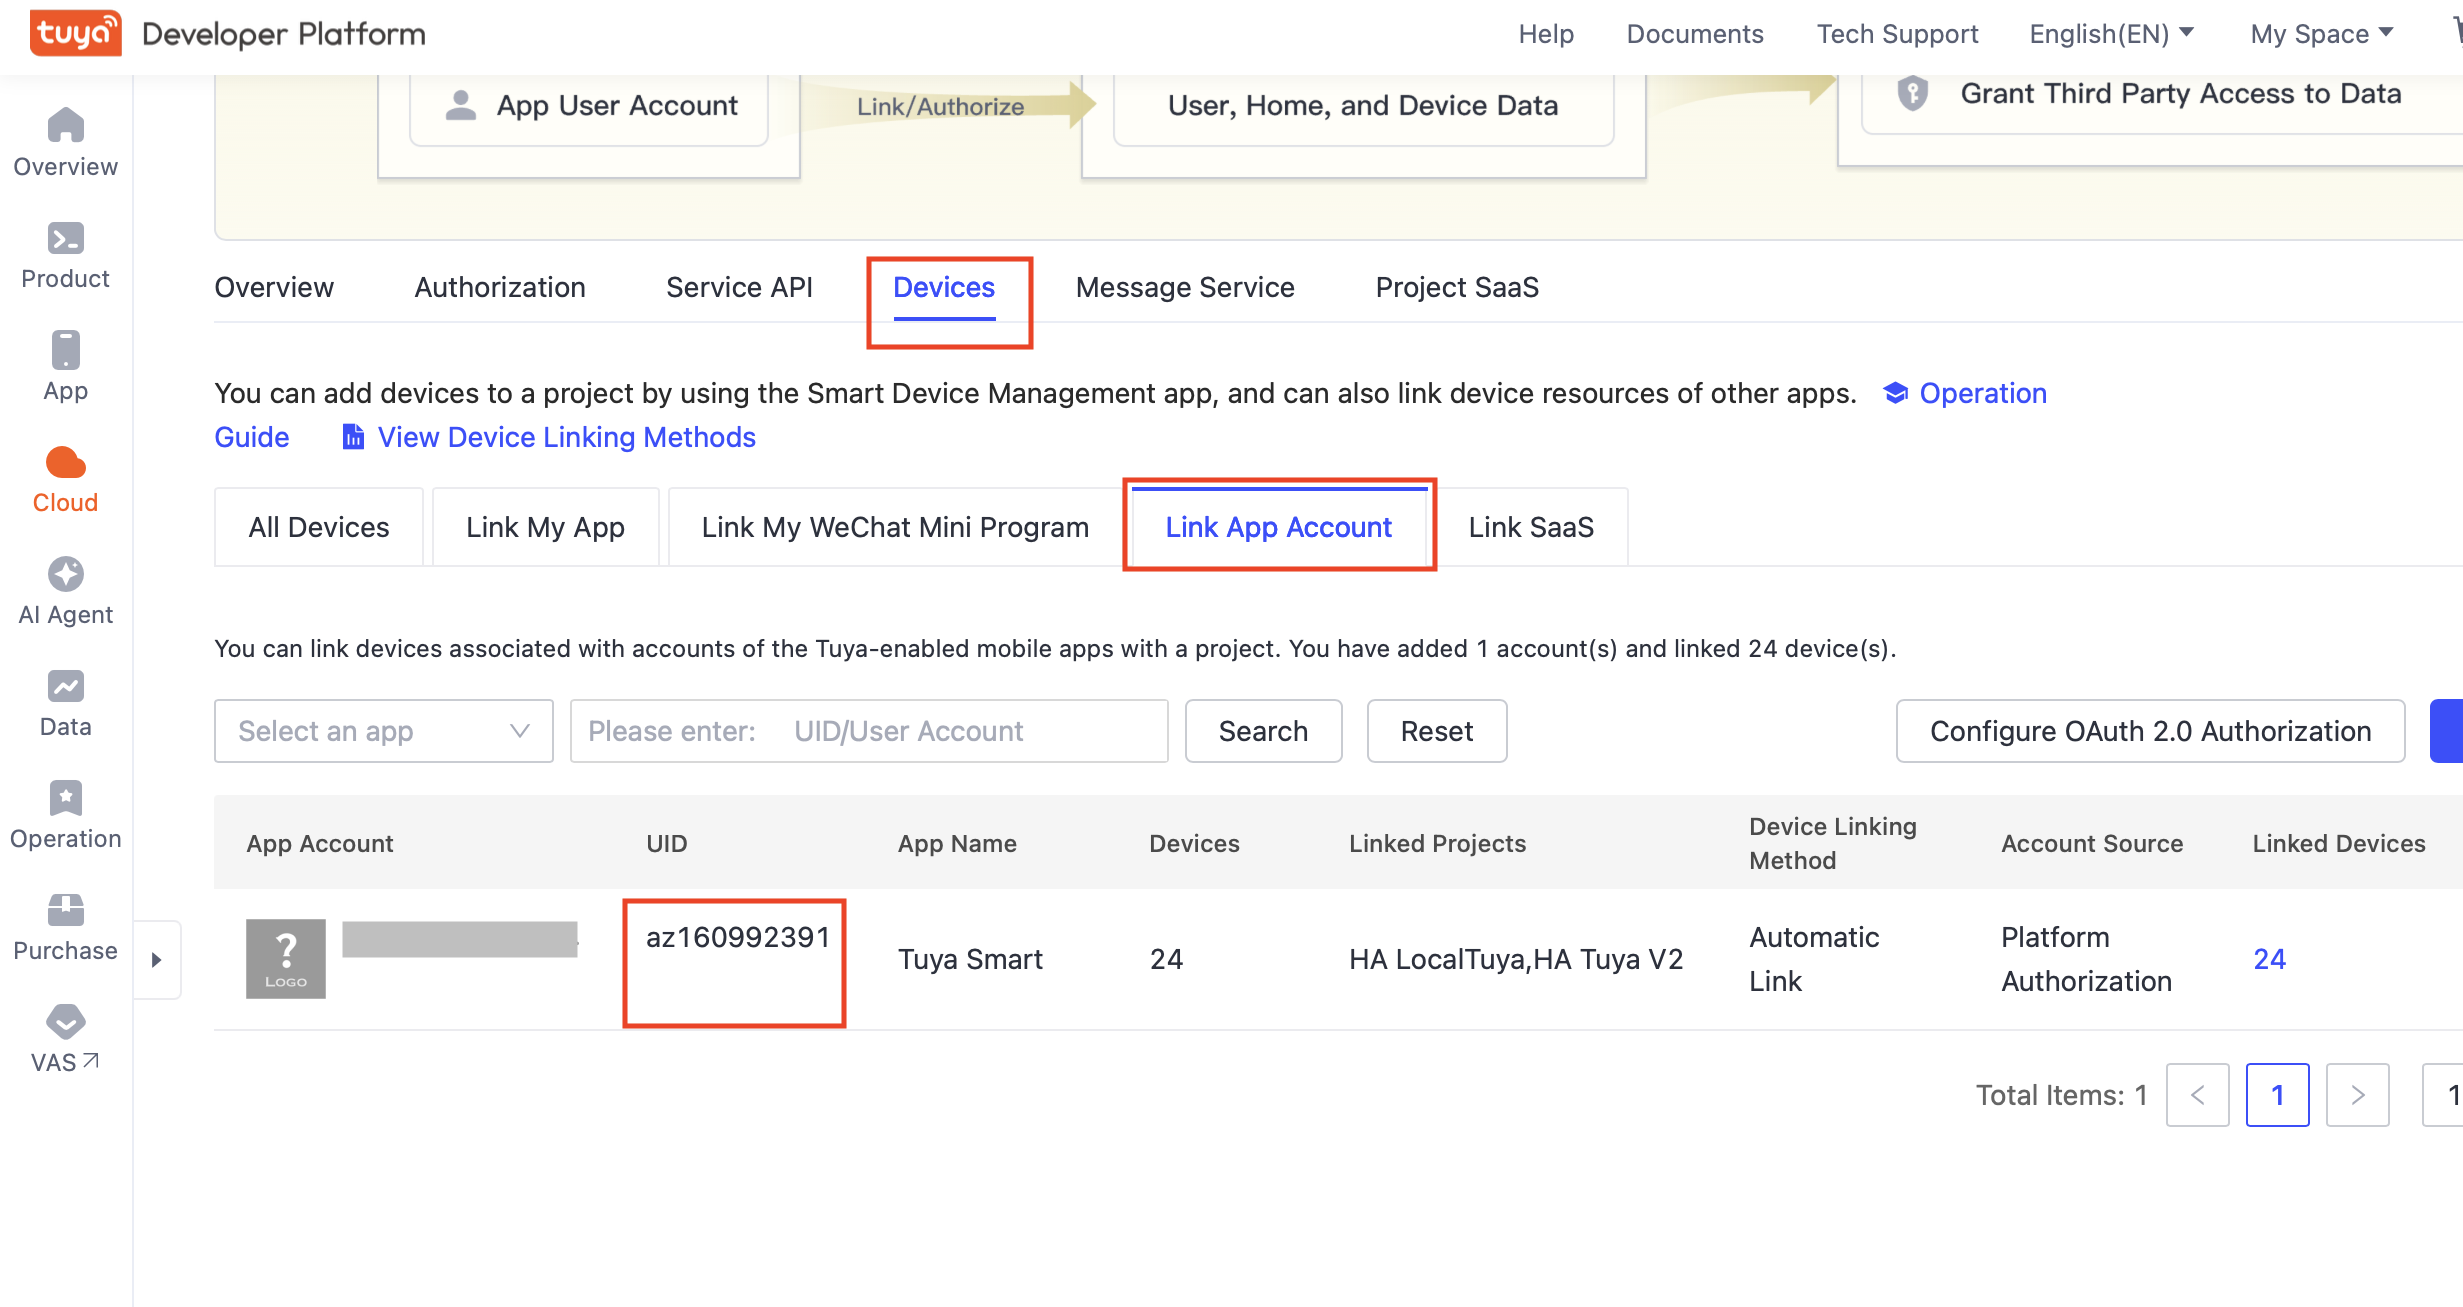 tuya Developer Platform
Help Documents Tech Support English(EN) My Space
App User Account Link/Authorize User, Home, and Device Data Grant Third Party Access to Data
Overview
Product
App
Cloud
AI Agent
Data
Operation
Purchase
VAS
Overview Authorization Service API Devices Message Service Project SaaS
You can add devices to a project by using the Smart Device Management app, and can also link device resources of other apps. Operation
Guide View Device Linking Methods
All Devices Link My App Link My WeChat Mini Program Link App Account Link SaaS
You can link devices associated with accounts of the Tuya-enabled mobile apps with a project. You have added 1 account(s) and linked 24 device(s).
Select an app Please enter: UID/User Account Search Reset Configure OAuth 2.0 Authorization
App Account UID App Name Devices Linked Projects Device Linking Method Account Source Linked Devices
? LOGO az160992391 Tuya Smart 24 HA LocalTuya,HA Tuya V2 Automatic Link Platform Authorization 24
Total Items: 1 < 1 > 1